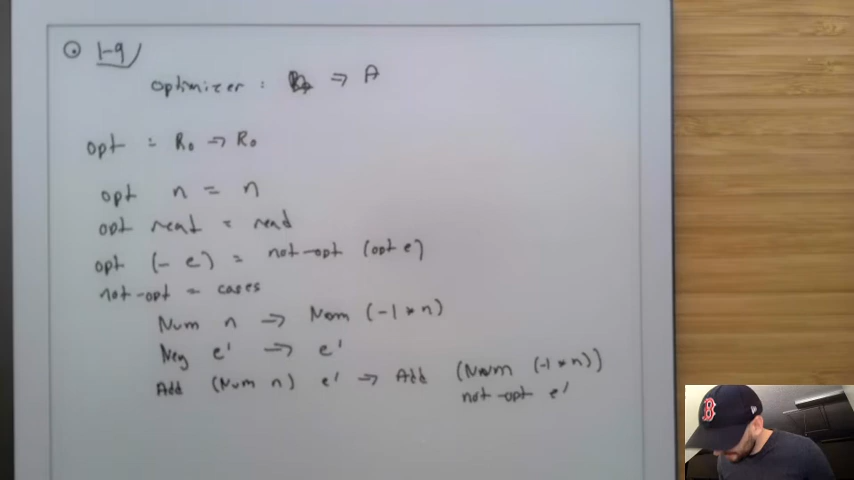 1-9/
optimizer : ⇒ A
opt : R₀ → R₀
opt n = n
opt read = read
opt (- e) = not-opt (opt e)
not-opt = cases
Num n → Num (-1 * n)
Neg e' → e'
Add (Num n) e' → Add (Num (-1 * n))
not-opt e'
B